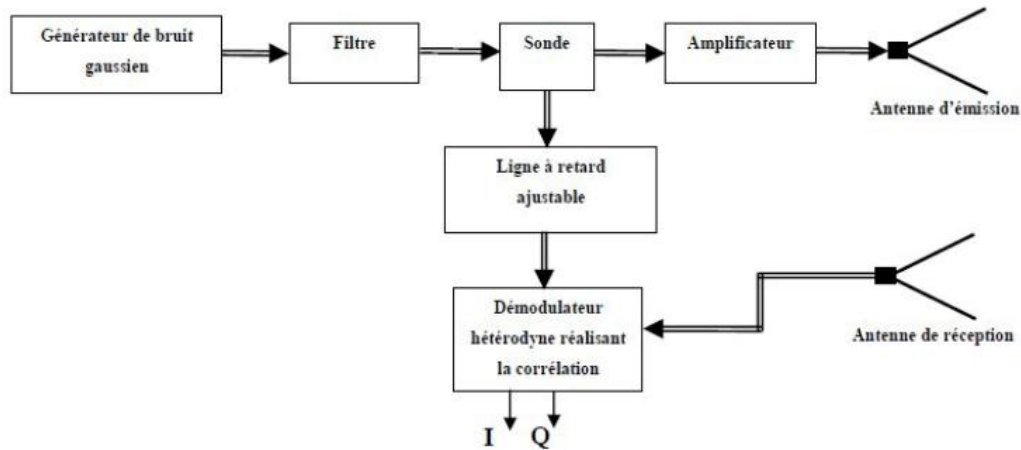 Générateur de bruit
gaussien
Filtre
Sonde
Amplificateur
Antenne d'émission
Ligne à retard
ajustable
Démodulateur
hétérodyne réalisant
la corrélation
Antenne de réception
I Q